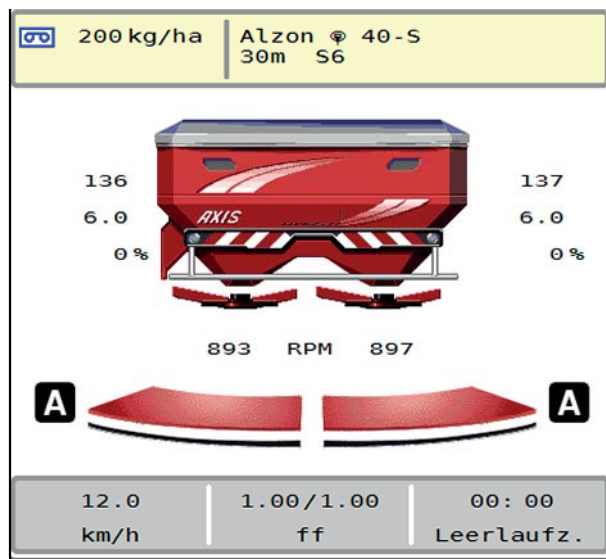 200 kg/ha
Alzon ® 40-S
30m S6
136
137
6.0
AXIS
6.0
0%
0%
893 RPM 897
A
A
12.0
1.00/1.00
00: 00
km/h
ff
Leerlaufz.